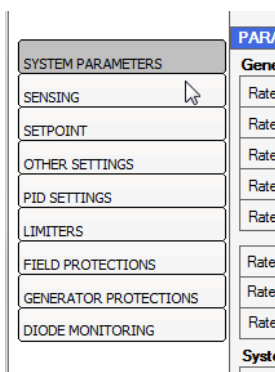 PARA
SYSTEM PARAMETERS
Gene
SENSING
Rate
SETPOINT
Rate
OTHER SETTINGS
Rate
PID SETTINGS
Rate
LIMITERS
Rate
FIELD PROTECTIONS
Rate
GENERATOR PROTECTIONS
Rate
DIODE MONITORING
Rate
Syste